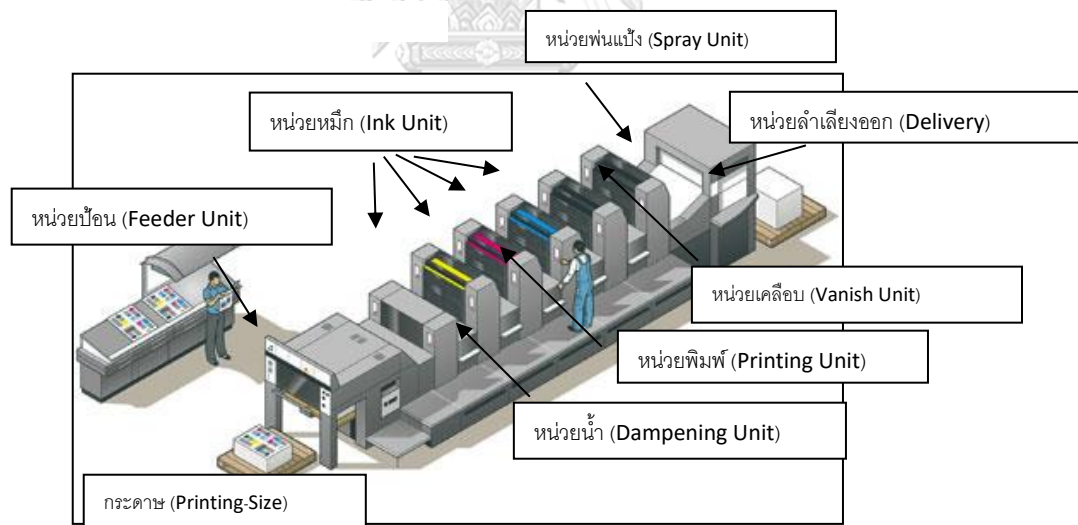 หน่วยพ่นแป้ง (Spray Unit)
หน่วยหมึก (Ink Unit)
หน่วยลำเลียงออก (Delivery)
หน่วยป้อน (Feeder Unit)
หน่วยเคลือบ (Vanish Unit)
หน่วยพิมพ์ (Printing Unit)
หน่วยน้ำ (Dampening Unit)
กระดาษ (Printing-Size)